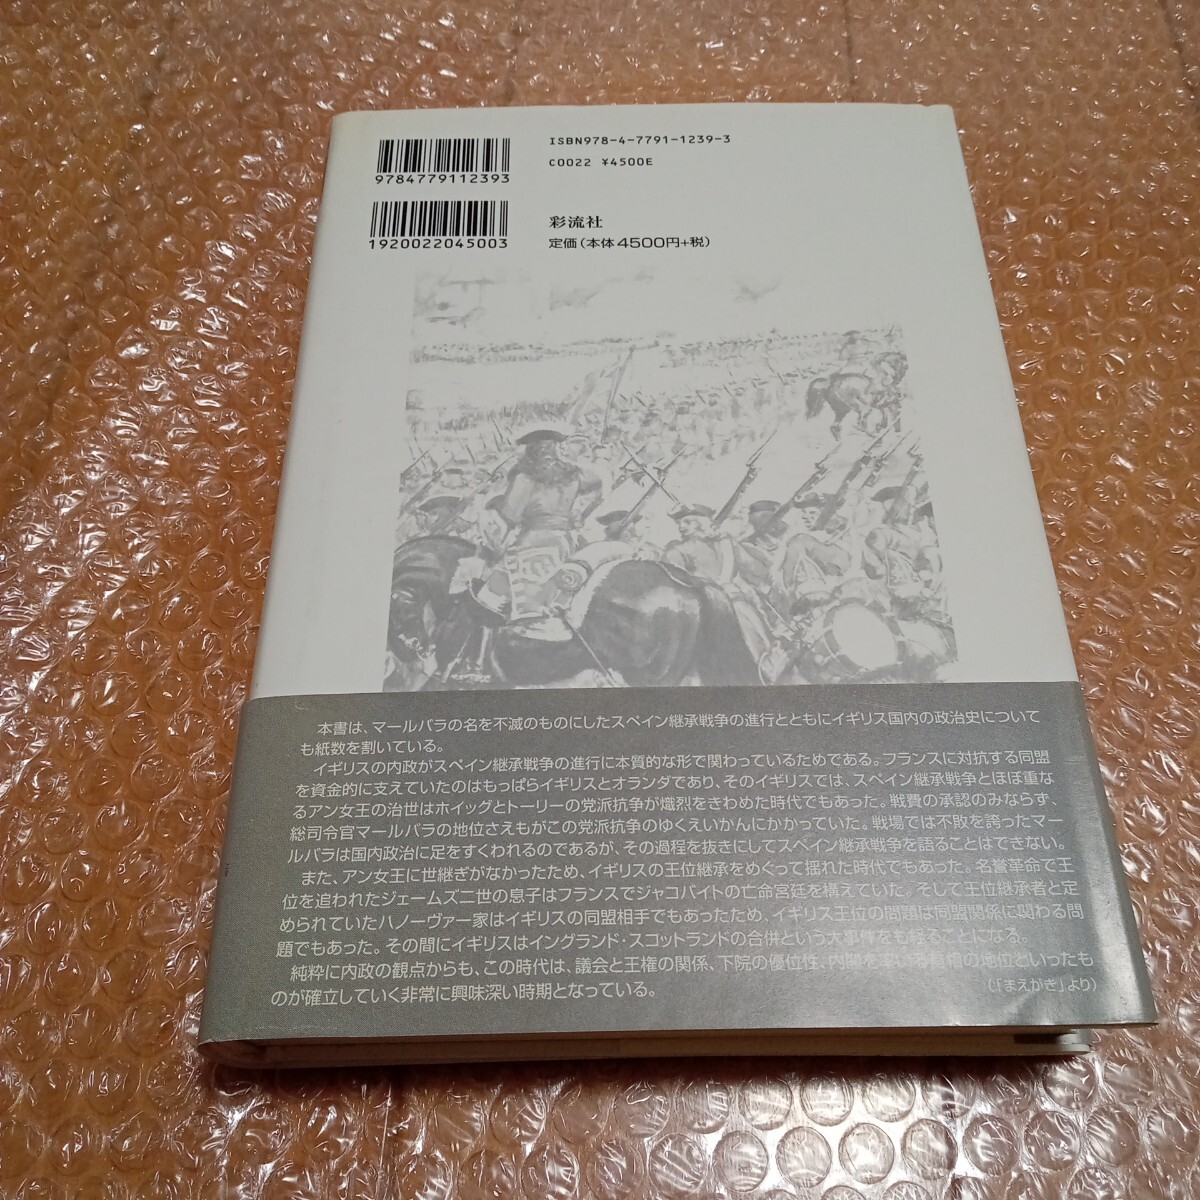 ISBN978-4-7791-1239-3
C0022 ¥4500E
9784779112393
1920022045003
彩流社
定価(本体4500円+税)
本書は、マールバラの名を不滅のものにしたスペイン継承戦争の進行とともにイギリス国内の政治史について
も紙数を割いている。
イギリスの内政がスペイン継承戦争の進行に本質的な形で関わっているためである。フランスに対抗する同盟
を資金的に支えていたのはもっぱらイギリスとオランダであり、そのイギリスでは、スペイン継承戦争とほぼ重な
るアン女王の治世はホイッグとトーリーの党派抗争が熾烈をきわめた時代でもあった。戦費の承認のみならず、
総司令官マールバラの地位さえもがこの党派抗争のゆくえいかんにかかっていた。戦場では不敗を誇ったマー
ルバラは国内政治に足をすくわれるのであるが、その過程を抜きにしてスペイン継承戦争を語ることはできない。
また、アン女王に世継ぎがなかったため、イギリスの王位継承をめぐって揺れた時代でもあった。名誉革命で王
位を追われたジェームズ二世の息子はフランスでジャコバイトの亡命宮廷を構えていた。そして王位継承者と定
められていたハノーヴァー家はイギリスの同盟相手でもあったため、イギリス王位の問題は同盟関係に関わる問
題でもあった。その間にイギリスはイングランド・スコットランドの合併という大事件をも経ることになる。
純粋に内政の観点からも、この時代は、議会と王権の関係、下院の優位性、内閣を率いる首相の地位といったも
のが確立していく非常に興味深い時期となっている。
(「まえがき」より)